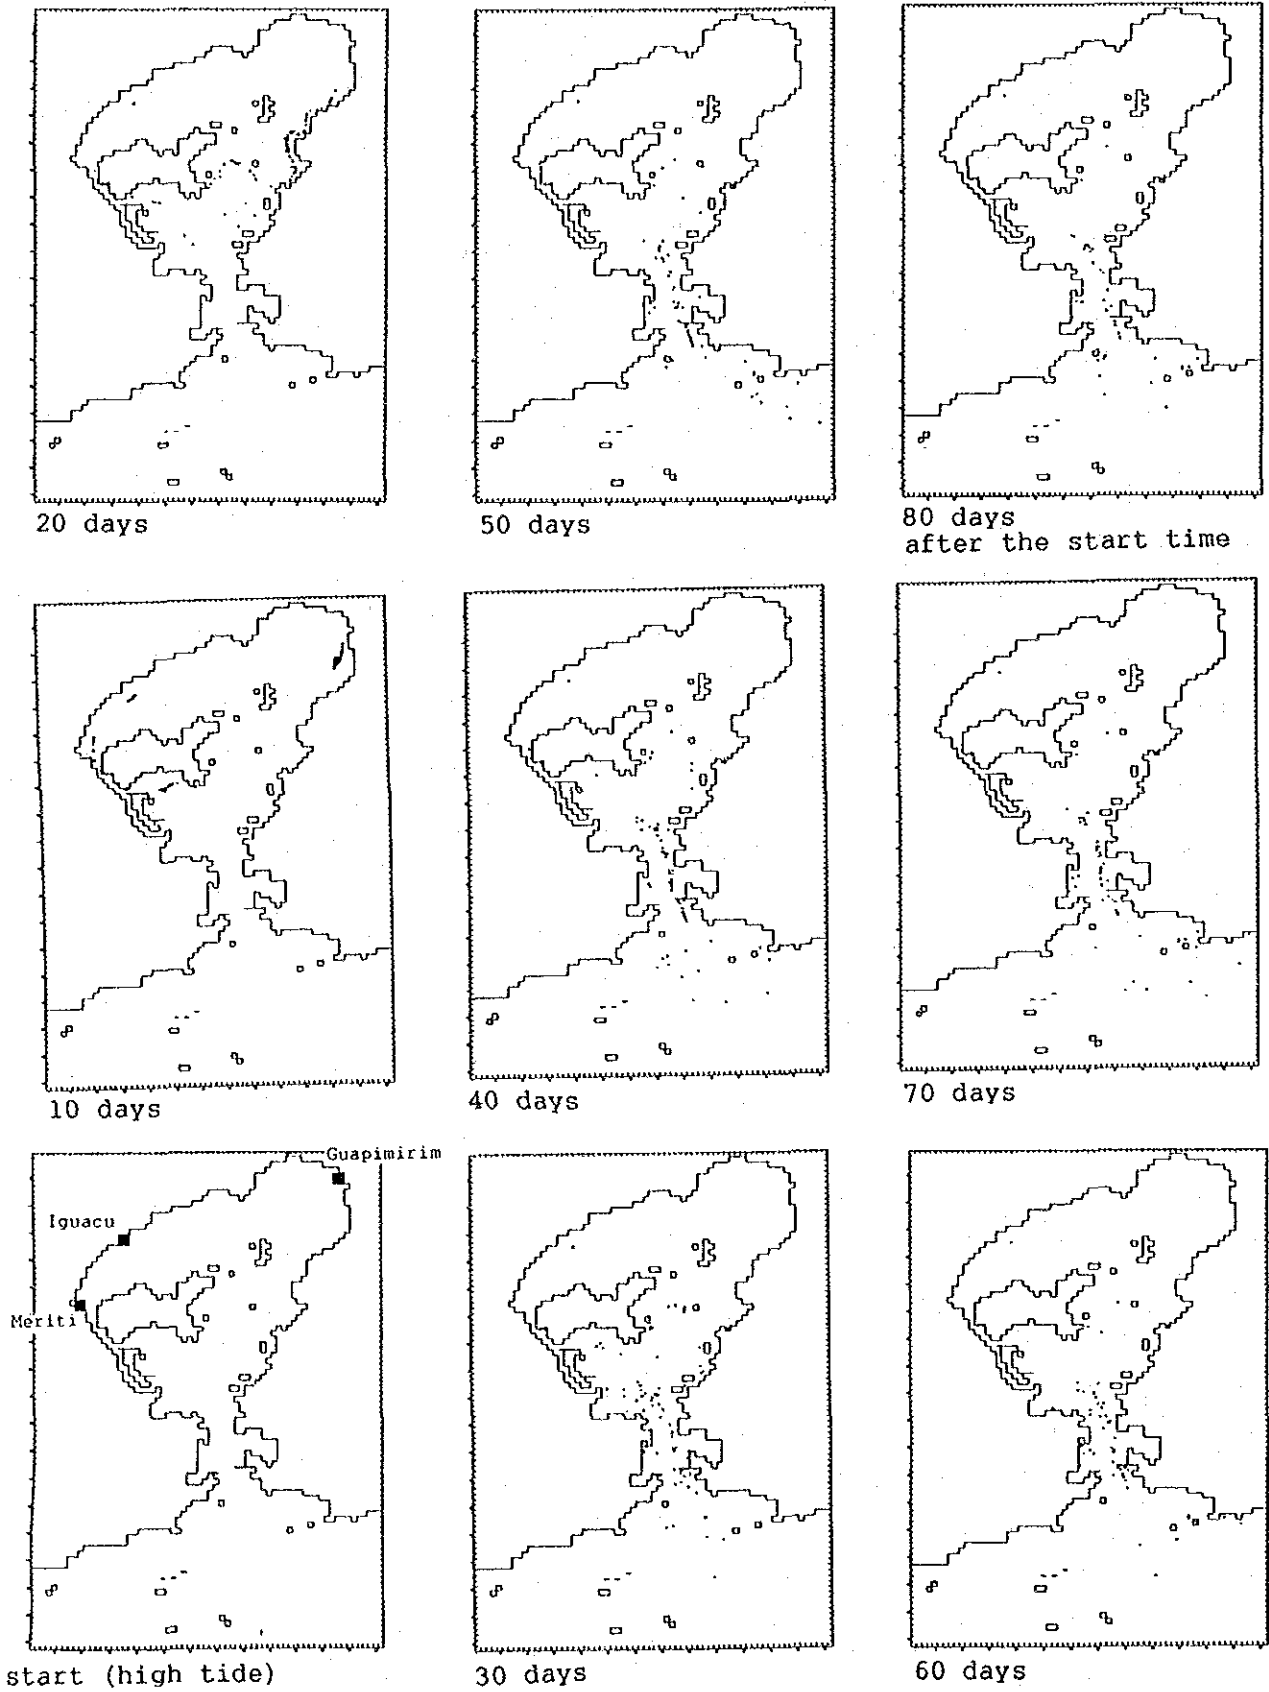 20 days
50 days
80 days
after the start time
10 days
40 days
70 days
Guapimirim
Iguacu
Meriti
start (high tide)
30 days
60 days